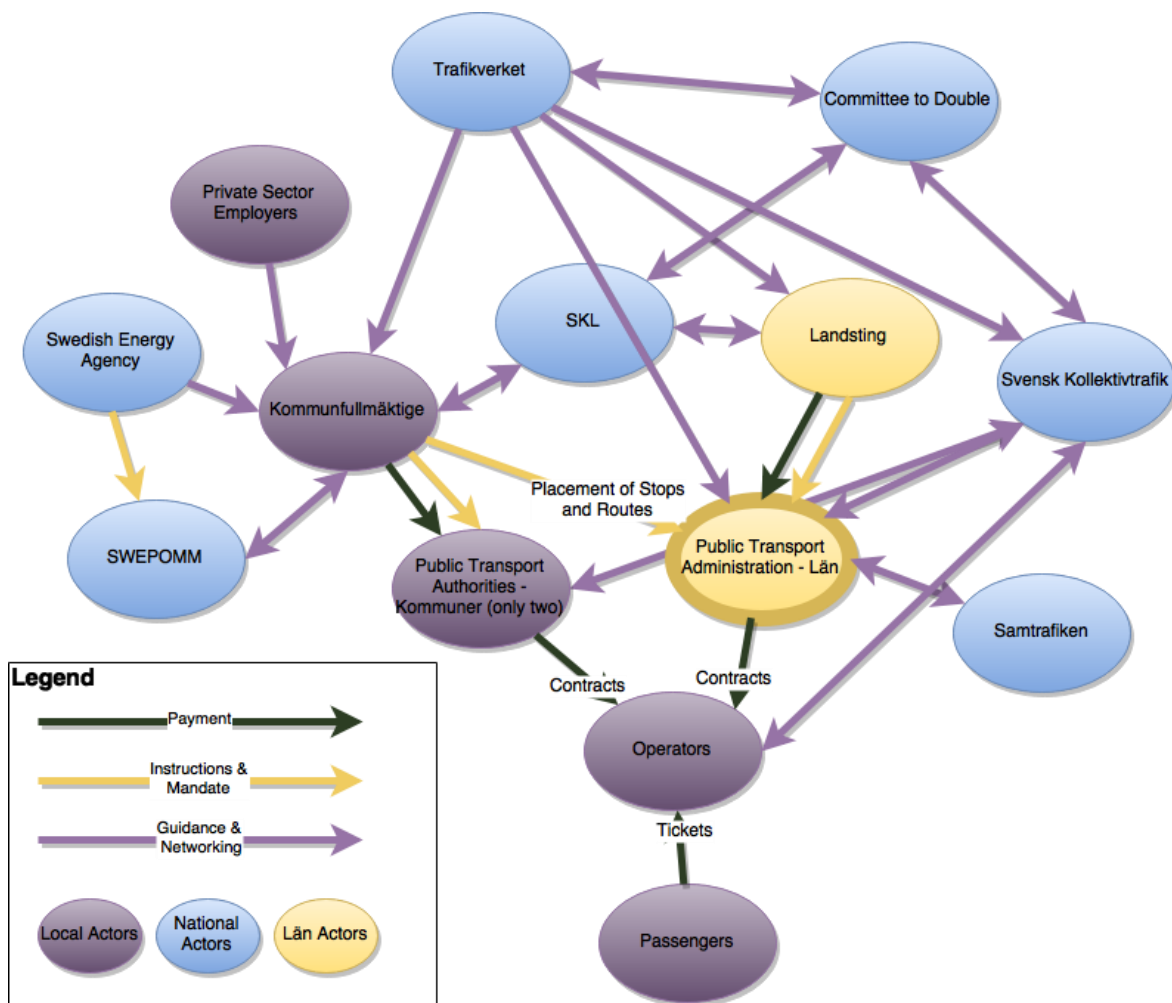 Trafikverket
Committee to Double
Private Sector
Employers
SKL
Landsting
Swedish Energy
Agency
Svensk Kollektivtrafik
Kommunfullmäktige
Placement of Stops
and Routes
SWEPOMM
Public Transport
Authorities -
Kommuner (only two)
Public Transport
Administration - Län
Samtrafiken
Contracts
Contracts
Operators
Tickets
Passengers
Legend
Payment
Instructions &
Mandate
Guidance &
Networking
Local Actors
National
Actors
Län Actors